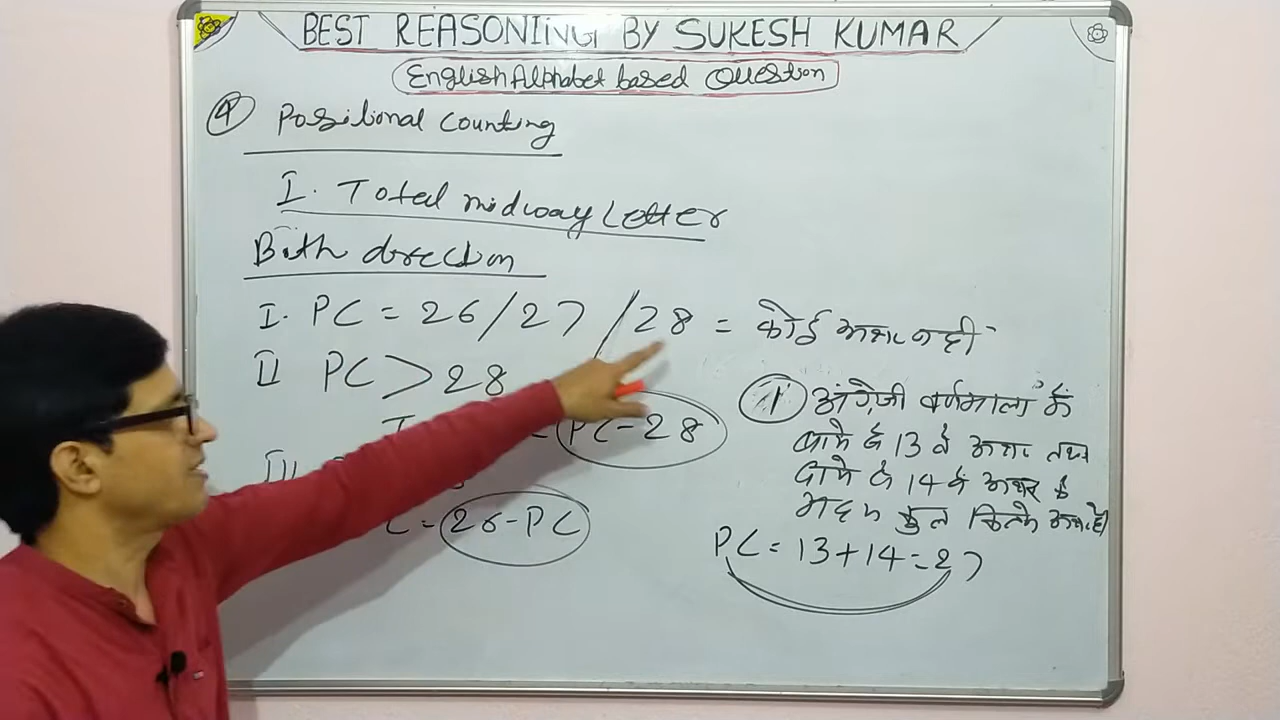 BEST REASONING BY SUKESH KUMAR
English Alphabet based Question
4 Positional Counting
I. Total midway Letter
Both direction
I. PC = 26/27/28 = कोई अक्षर नहीं
II PC > 28
PC-28
26-PC
1 अंग्रेजी वर्णमाला के
बायें से 13 वें अक्षर तथा
दायें से 14 वें अक्षर के
मध्य कुल कितने अक्षर है
PC = 13+14=27